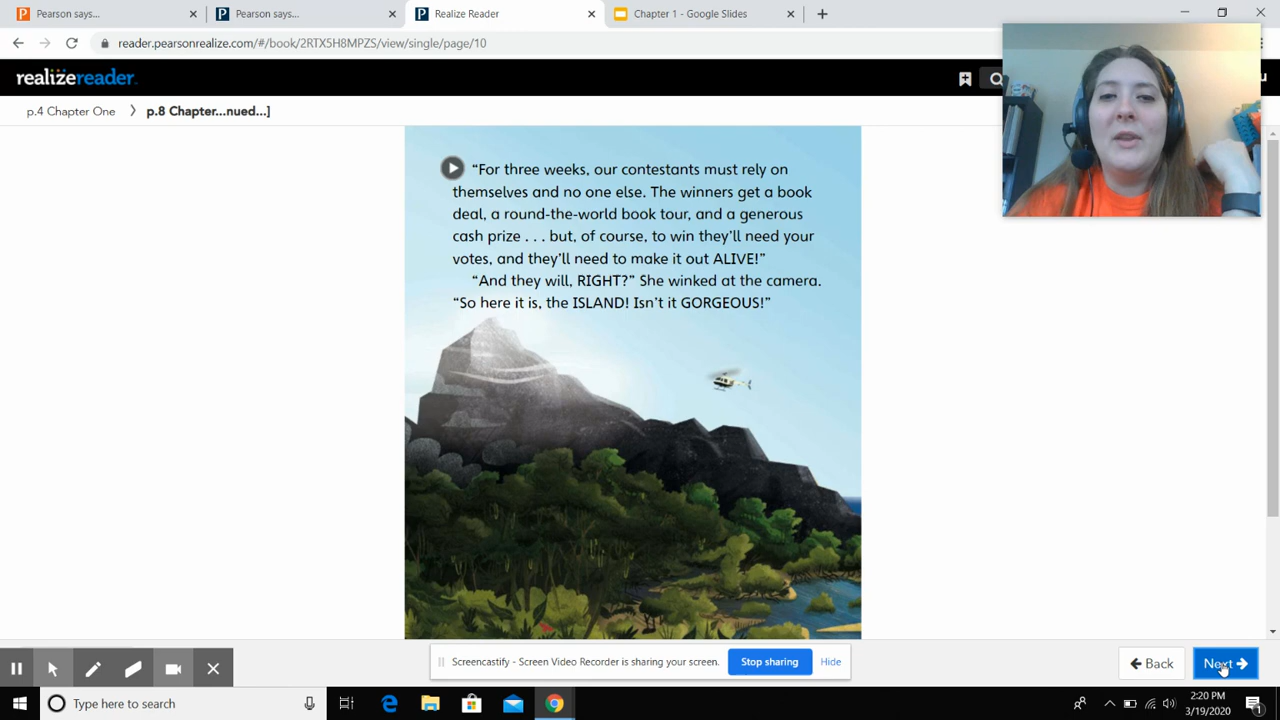 Pearson says...
Pearson says...
Realize Reader
Chapter 1 - Google Slides
reader.pearsonrealize.com/#/book/2RTX5H8MPZS/view/single/page/10
realizereader
p.4 Chapter One
p.8 Chapter...nued...]
“For three weeks, our contestants must rely on
themselves and no one else. The winners get a book
deal, a round-the-world book tour, and a generous
cash prize . . . but, of course, to win they’ll need your
votes, and they’ll need to make it out ALIVE!”
“And they will, RIGHT?” She winked at the camera.
“So here it is, the ISLAND! Isn’t it GORGEOUS!”
Screencastify - Screen Video Recorder is sharing your screen.
Stop sharing
Hide
Back
Next
Type here to search
2:20 PM
3/19/2020
1